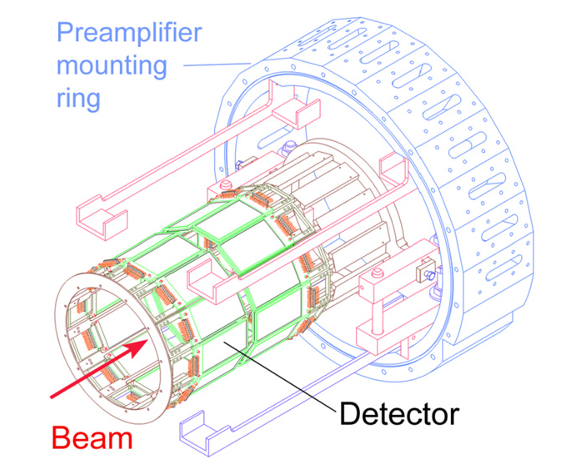 Preamplifier
mounting
ring
Detector
Beam